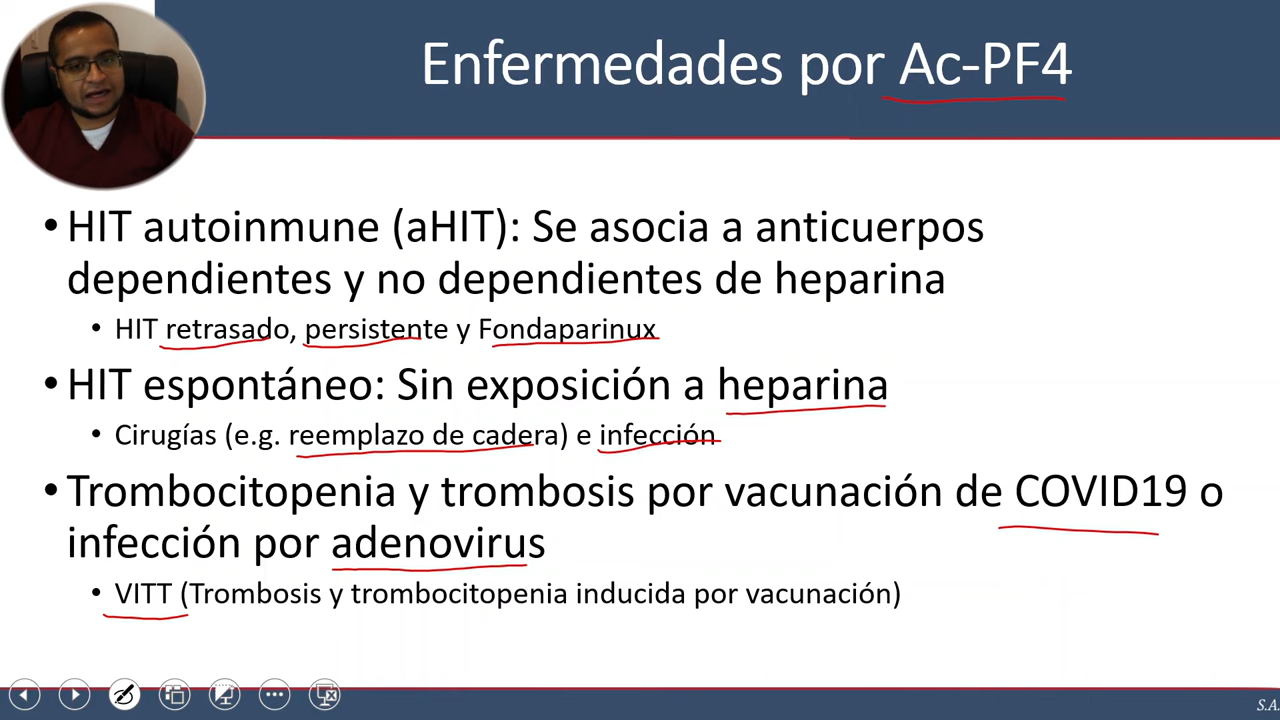 Enfermedades por Ac-PF4
• HIT autoinmune (aHIT): Se asocia a anticuerpos
dependientes y no dependientes de heparina
• HIT retrasado, persistente y Fondaparinux
• HIT espontáneo: Sin exposición a heparina
• Cirugías (e.g. reemplazo de cadera) e infección
• Trombocitopenia y trombosis por vacunación de COVID19 o
infección por adenovirus
• VITT (Trombosis y trombocitopenia inducida por vacunación)
S.A.